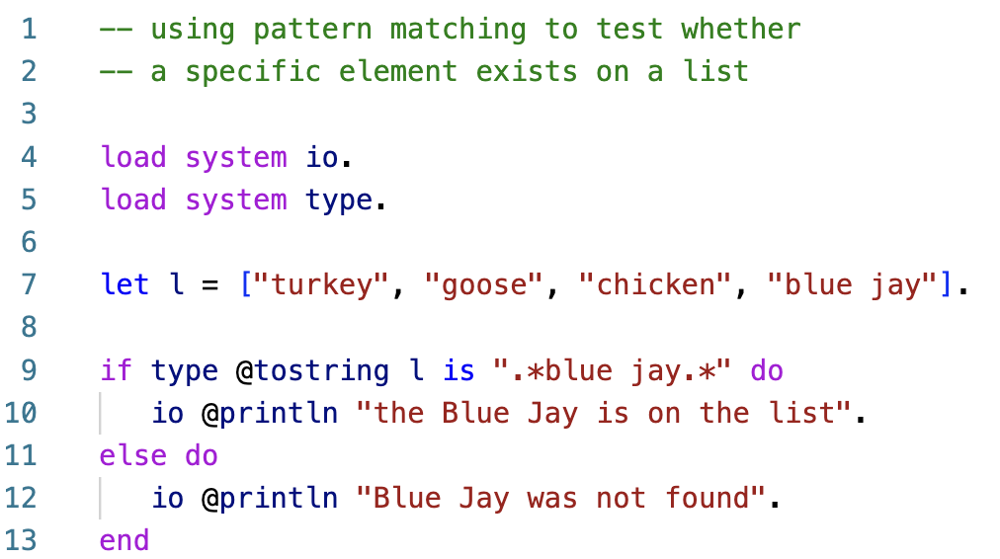 1 -- using pattern matching to test whether
2 -- a specific element exists on a list
3
4 load system io.
5 load system type.
6
7 let l = ["turkey", "goose", "chicken", "blue jay"].
8
9 if type @tostring l is ".*blue jay.*" do
10 io @println "the Blue Jay is on the list".
11 else do
12 io @println "Blue Jay was not found".
13 end